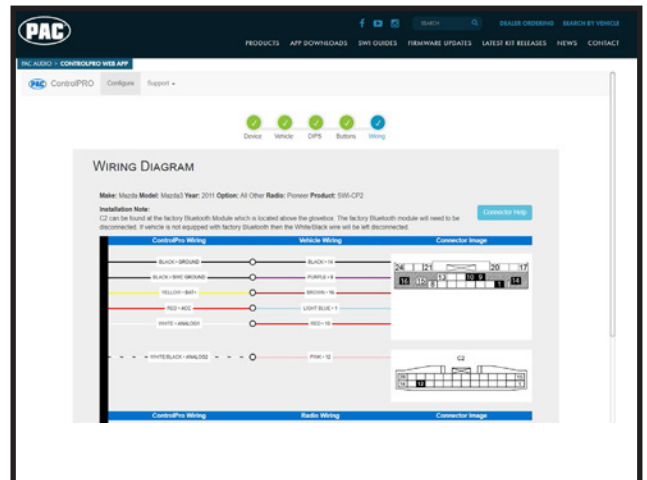 PAC
SEARCH
DEALER ORDERING SEARCH BY VEHICLE
PRODUCTS APP DOWNLOADS SWI GUIDES FIRMWARE UPDATES LATEST KIT RELEASES NEWS CONTACT
PAC AUDIO > CONTROLPRO WEB APP
PAC ControlPRO Configure Support
Device Vehicle DIPS Buttons Wiring
WIRING DIAGRAM
Make: Mazda Model: Mazda3 Year: 2011 Option: All Other Radio: Pioneer Product: SWI-CP2
Installation Note:
C2 can be found at the factory Bluetooth Module which is located above the glovebox. The factory Bluetooth module will need to be
disconnected. If vehicle is not equipped with factory Bluetooth then the White/Black wire will be left disconnected.
Connector Help
ControlPro Wiring Vehicle Wiring Connector Image
BLACK > GROUND BLACK > 14
BLACK > SWC GROUND PURPLE > 9
YELLOW > BAT+ BROWN > 16
RED > ACC LIGHT BLUE > 1
WHITE > ANALOG1 RED > 10
24 21 20 17
16 13 10 9 14
8 1
WHITE/BLACK > ANALOG2 PINK > 12
C2
ControlPro Wiring Radio Wiring Connector Image